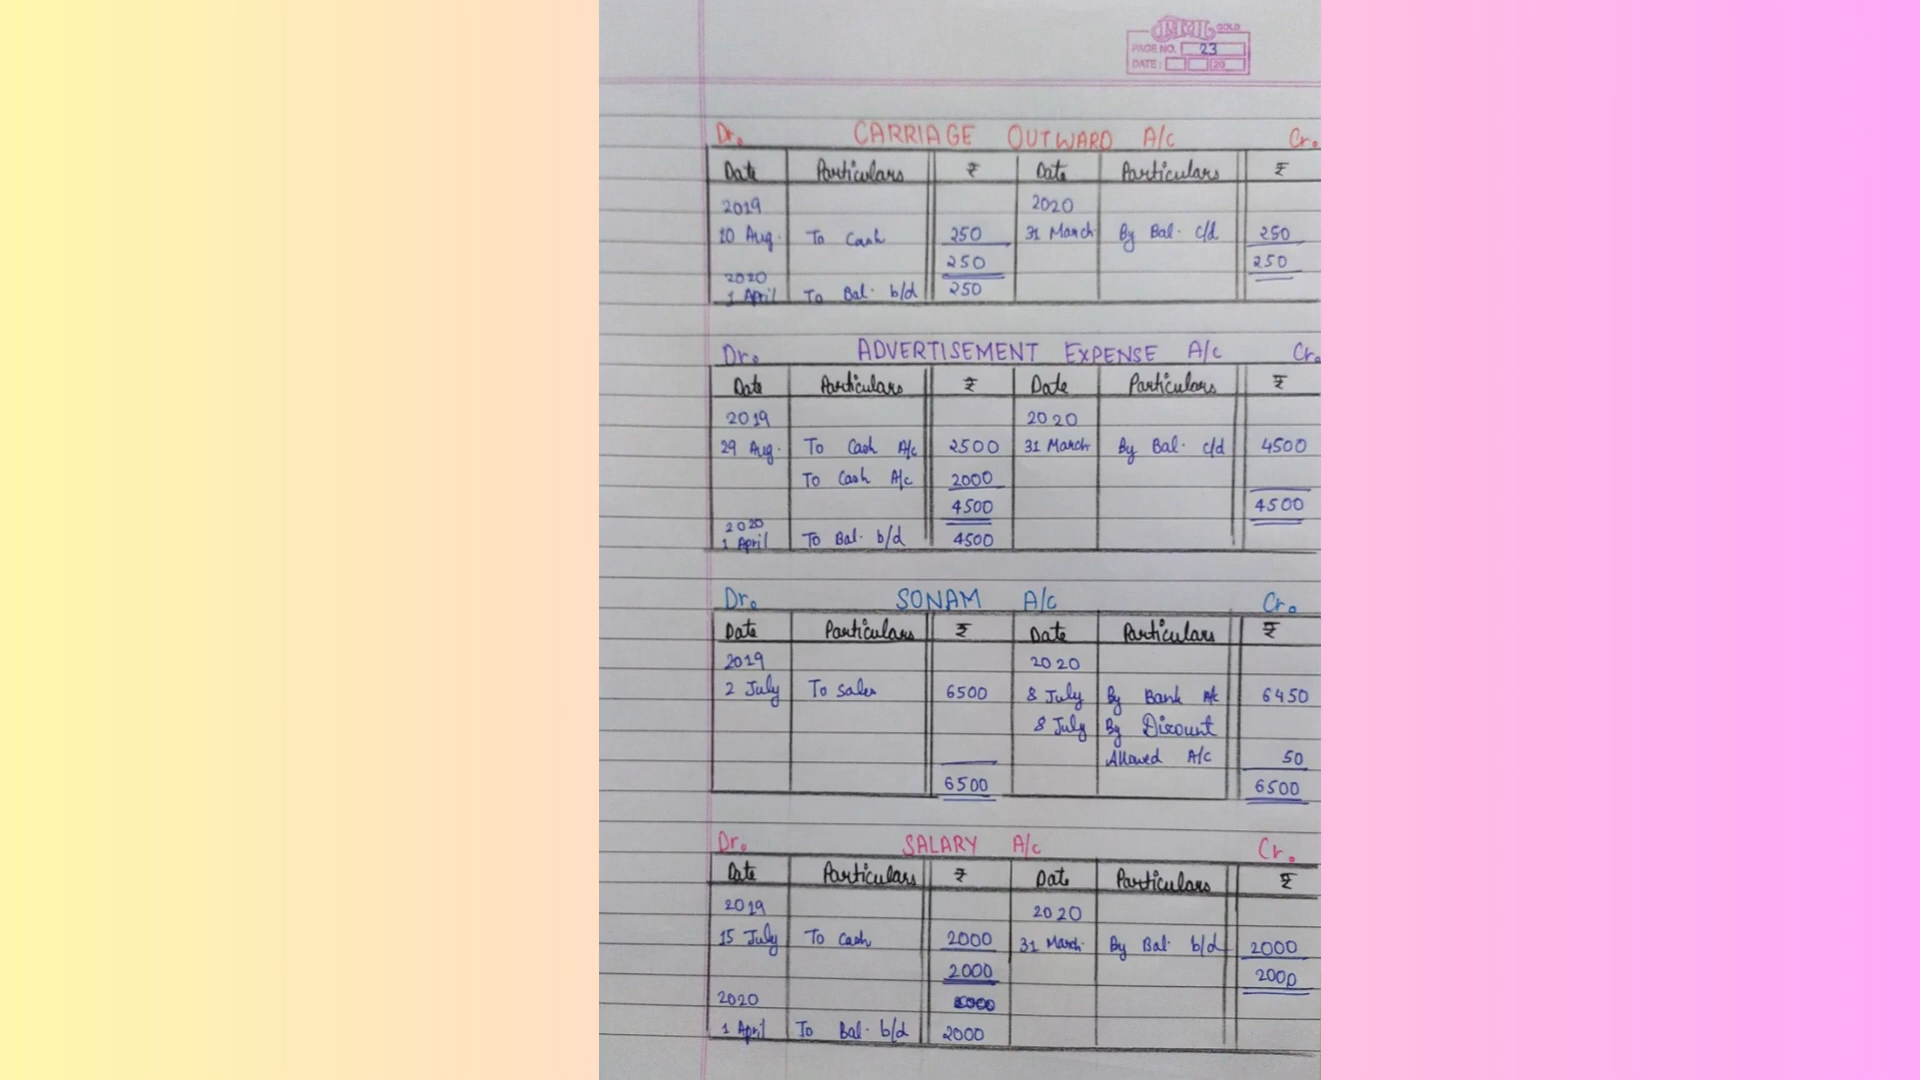 GOLD
PAGE NO. 23
DATE: 20
Dr. CARRIAGE OUTWARD A/c Cr.
Date Particulars ₹ Date Particulars ₹
2019 2020
10 Aug. To Cash 250 31 March By Bal. c/d 250
250 250
2020
1 April To Bal. b/d 250
Dr. ADVERTISEMENT EXPENSE A/c Cr.
Date Particulars ₹ Date Particulars ₹
2019 2020
29 Aug. To Cash A/c 2500 31 March By Bal. c/d 4500
To Cash A/c 2000
4500 4500
2020
1 April To Bal. b/d 4500
Dr. SONAM A/c Cr.
Date Particulars ₹ Date Particulars ₹
2019 2020
2 July To Sales 6500 8 July By Bank A/c 6450
8 July By Discount
Allowed A/c 50
6500 6500
Dr. SALARY A/c Cr.
Date Particulars ₹ Date Particulars ₹
2019 2020
15 July To Cash 2000 31 March. By Bal. b/d 2000
2000 2000
2020
1 April To Bal. b/d 2000